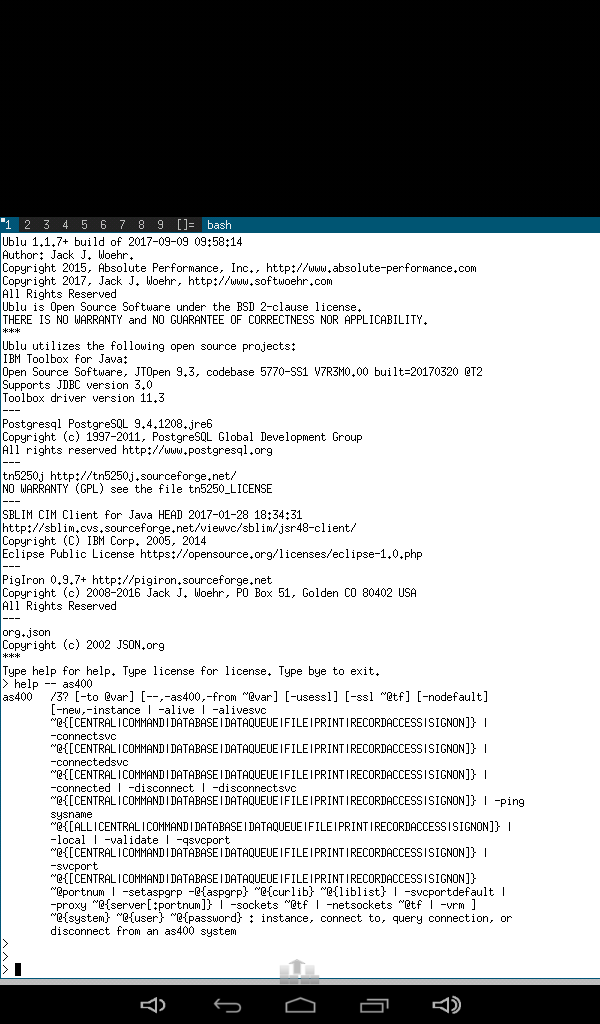 1 2 3 4 5 6 7 8 9 []= bash
Ublu 1.1.7+ build of 2017-09-09 09:58:14
Author: Jack J. Woehr.
Copyright 2015, Absolute Performance, Inc., http://www.absolute-performance.com
Copyright 2017, Jack J. Woehr, http://www.softwoehr.com
All Rights Reserved
Ublu is Open Source Software under the BSD 2-clause license.
THERE IS NO WARRANTY and NO GUARANTEE OF CORRECTNESS NOR APPLICABILITY.
***
Ublu utilizes the following open source projects:
IBM Toolbox for Java:
Open Source Software, JTOpen 9.3, codebase 5770-SS1 V7R3M0.00 built=20170320 @T2
Supports JDBC version 3.0
Toolbox driver version 11.3
---
Postgresql PostgreSQL 9.4.1208.jre6
Copyright (c) 1997-2011, PostgreSQL Global Development Group
All rights reserved http://www.postgresql.org
---
tn5250j http://tn5250j.sourceforge.net/
NO WARRANTY (GPL) see the file tn5250_LICENSE
---
SBLIM CIM Client for Java HEAD 2017-01-28 18:34:31
http://sblim.cvs.sourceforge.net/viewvc/sblim/jsr48-client/
Copyright (C) IBM Corp. 2005, 2014
Eclipse Public License https://opensource.org/licenses/eclipse-1.0.php
---
PigIron 0.9.7+ http://pigiron.sourceforge.net
Copyright (c) 2008-2016 Jack J. Woehr, PO Box 51, Golden CO 80402 USA
All Rights Reserved
---
org.json
Copyright (c) 2002 JSON.org
***
Type help for help. Type license for license. Type bye to exit.
> help -- as400
as400 /3? [-to @var] [--,-as400,-from ~@var] [-usessl] [-ssl ~@tf] [-nodefault]
[-new,-instance | -alive | -alivesvc
~@{[CENTRAL|COMMAND|DATABASE|DATAQUEUE|FILE|PRINT|RECORDACCESS|SIGNON]} |
-connectsvc
~@{[CENTRAL|COMMAND|DATABASE|DATAQUEUE|FILE|PRINT|RECORDACCESS|SIGNON]} |
-connectedsvc
~@{[CENTRAL|COMMAND|DATABASE|DATAQUEUE|FILE|PRINT|RECORDACCESS|SIGNON]} |
-connected | -disconnect | -disconnectsvc
~@{[CENTRAL|COMMAND|DATABASE|DATAQUEUE|FILE|PRINT|RECORDACCESS|SIGNON]} | -ping
sysname
~@{[ALL|CENTRAL|COMMAND|DATABASE|DATAQUEUE|FILE|PRINT|RECORDACCESS|SIGNON]} |
-local | -validate | -qsvcport
~@{[CENTRAL|COMMAND|DATABASE|DATAQUEUE|FILE|PRINT|RECORDACCESS|SIGNON]} |
-svcport
~@{[CENTRAL|COMMAND|DATABASE|DATAQUEUE|FILE|PRINT|RECORDACCESS|SIGNON]}
~@portnum | -setaspgrp -@{aspgrp} ~@{curlib} ~@{liblist} | -svcportdefault |
-proxy ~@{server[:portnum]} | -sockets ~@tf | -netsockets ~@tf | -vrm ]
~@{system} ~@{user} ~@{password} : instance, connect to, query connection, or
disconnect from an as400 system
>
>
>